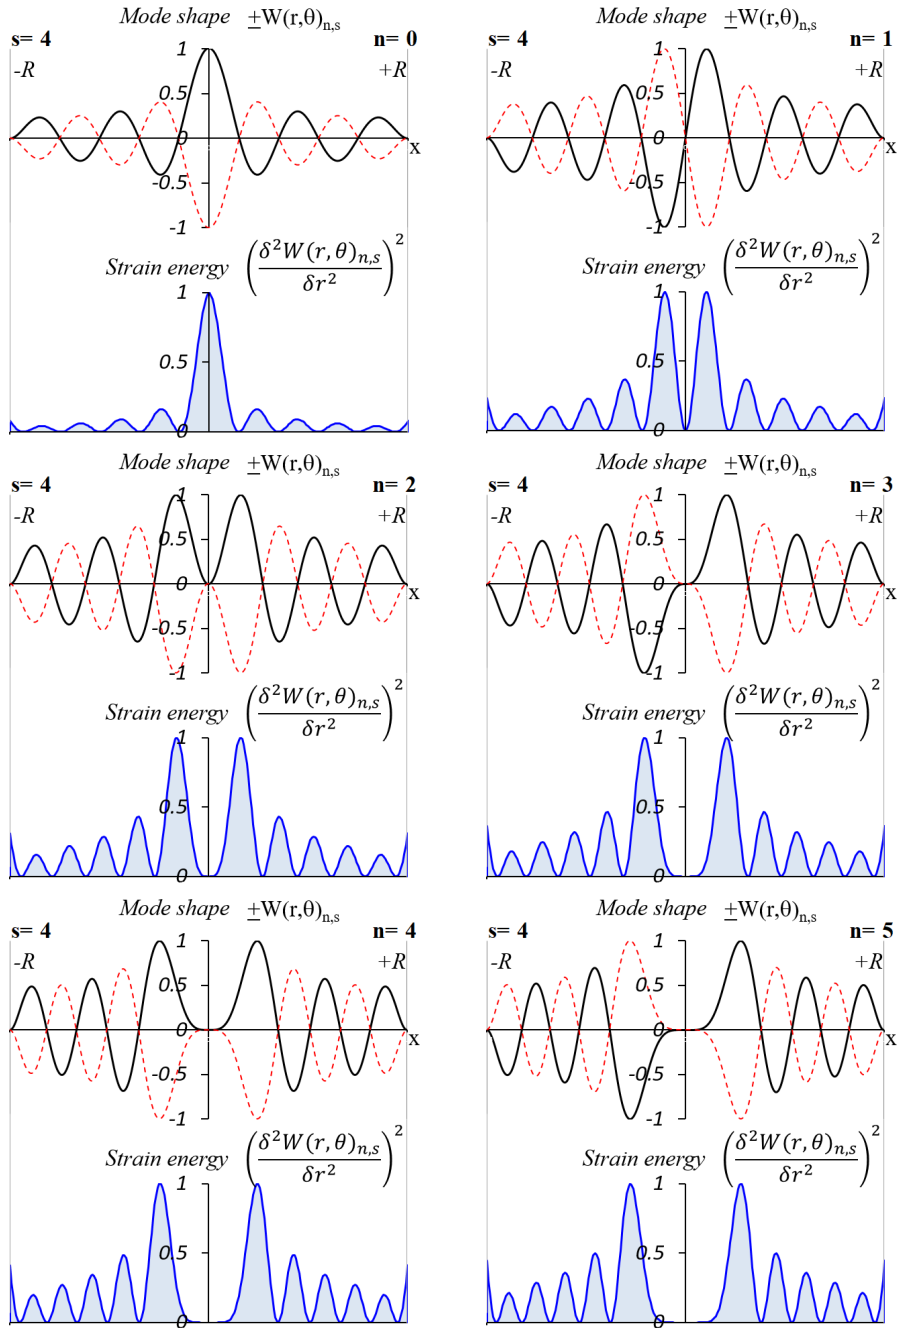 Mode shape ±W(r,θ)n,s
s= 4 n= 0
-R +R
1
0.5
0
-0.5
-1
x
Strain energy (δ²W(r,θ)n,s / δr²)²
1
0.5
0
Mode shape ±W(r,θ)n,s
s= 4 n= 1
-R +R
1
0.5
0
-0.5
-1
x
Strain energy (δ²W(r,θ)n,s / δr²)²
1
0.5
0
Mode shape ±W(r,θ)n,s
s= 4 n= 2
-R +R
1
0.5
0
-0.5
-1
x
Strain energy (δ²W(r,θ)n,s / δr²)²
1
0.5
0
Mode shape ±W(r,θ)n,s
s= 4 n= 3
-R +R
1
0.5
0
-0.5
-1
x
Strain energy (δ²W(r,θ)n,s / δr²)²
1
0.5
0
Mode shape ±W(r,θ)n,s
s= 4 n= 4
-R +R
1
0.5
0
-0.5
-1
x
Strain energy (δ²W(r,θ)n,s / δr²)²
1
0.5
0
Mode shape ±W(r,θ)n,s
s= 4 n= 5
-R +R
1
0.5
0
-0.5
-1
x
Strain energy (δ²W(r,θ)n,s / δr²)²
1
0.5
0